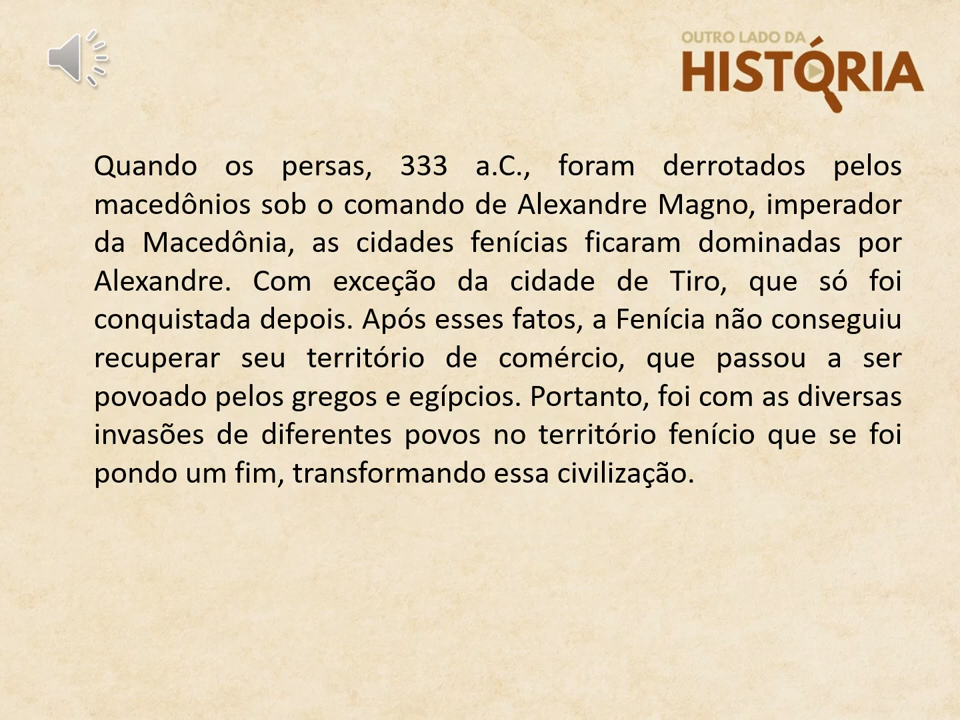 OUTRO LADO DA
HISTÓRIA
Quando os persas, 333 a.C., foram derrotados pelos
macedônios sob o comando de Alexandre Magno, imperador
da Macedônia, as cidades fenícias ficaram dominadas por
Alexandre. Com exceção da cidade de Tiro, que só foi
conquistada depois. Após esses fatos, a Fenícia não conseguiu
recuperar seu território de comércio, que passou a ser
povoado pelos gregos e egípcios. Portanto, foi com as diversas
invasões de diferentes povos no território fenício que se foi
pondo um fim, transformando essa civilização.